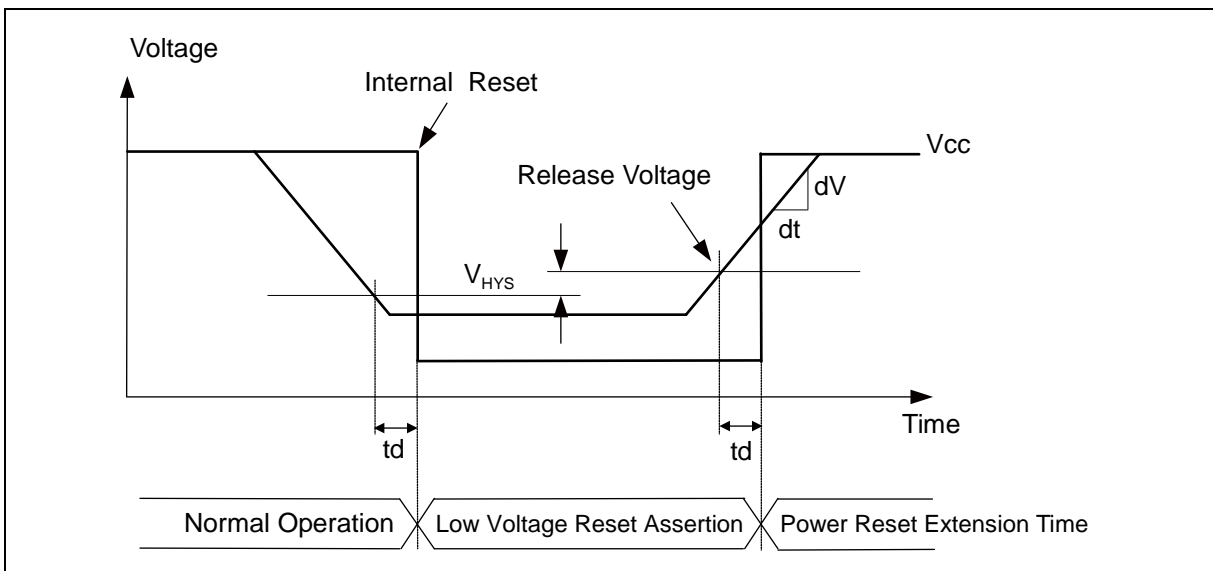 Voltage
Internal Reset
Vcc
Release Voltage
dV
dt
VHYS
Time
td
td
Normal Operation
Low Voltage Reset Assertion
Power Reset Extension Time